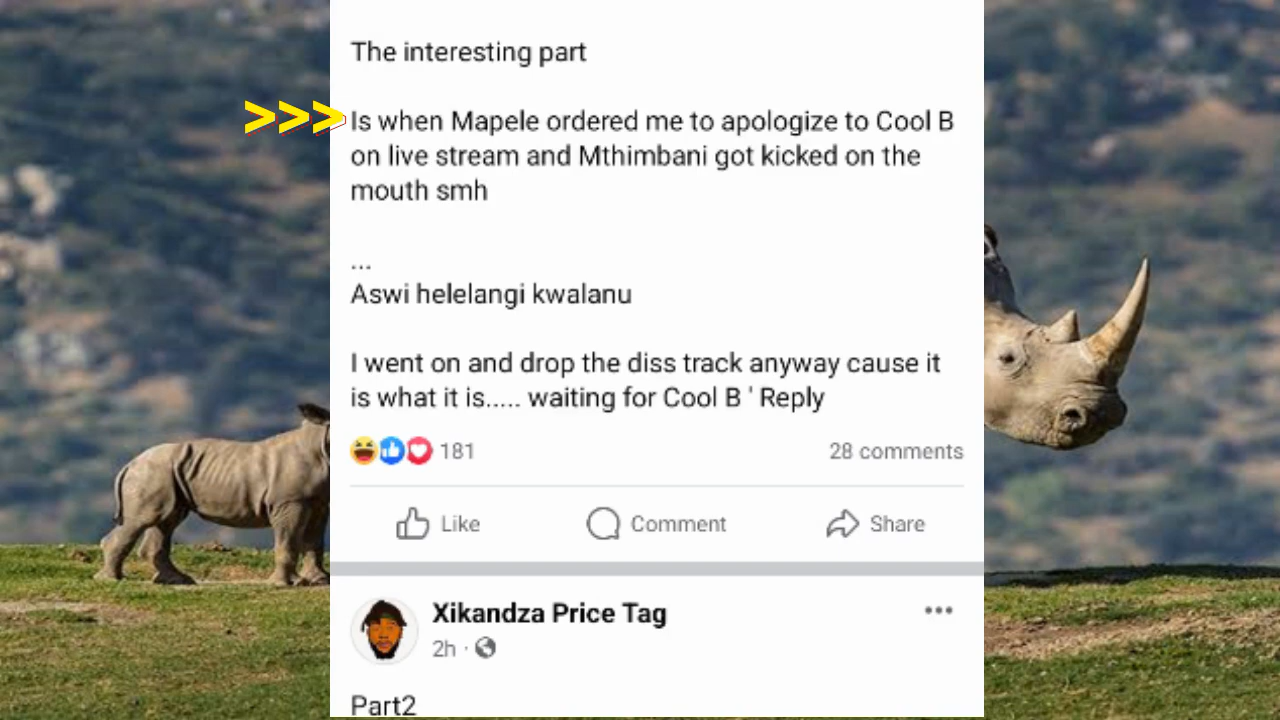 The interesting part
>>> Is when Mapele ordered me to apologize to Cool B
on live stream and Mthimbani got kicked on the
mouth smh
...
Aswi helelangi kwalanu
I went on and drop the diss track anyway cause it
is what it is..... waiting for Cool B ' Reply
181 28 comments
Like Comment Share
Xikandza Price Tag
2h ·
Part2